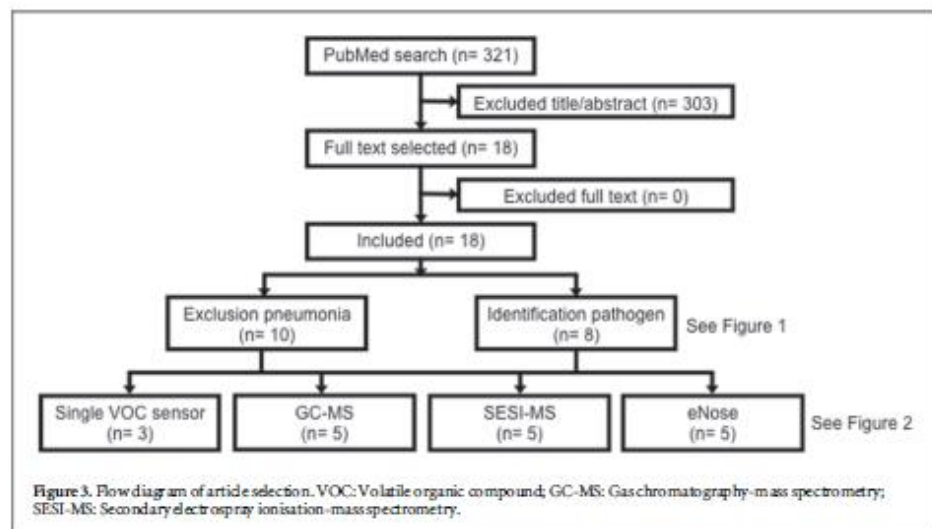 PubMed search (n= 321)
Excluded title/abstract (n= 303)
Full text selected (n= 18)
Excluded full text (n= 0)
Included (n= 18)
Exclusion pneumonia
(n= 10)
Identification pathogen
(n= 8)
See Figure 1
Single VOC sensor
(n= 3)
GC-MS
(n= 5)
SESI-MS
(n= 5)
eNose
(n= 5)
See Figure 2
Figure 3. Flow diagram of article selection. VOC: Volatile organic compound; GC-MS: Gas chromatography-mass spectrometry;
SESI-MS: Secondary electrospray ionisation-mass spectrometry.